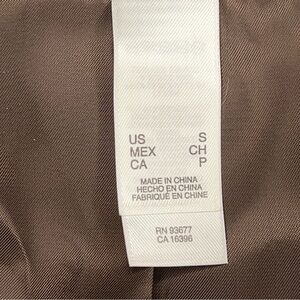 US S
MEX CH
CA P
MADE IN CHINA
HECHO EN CHINA
FABRIQUÉ EN CHINE
RN 93677
CA 16396